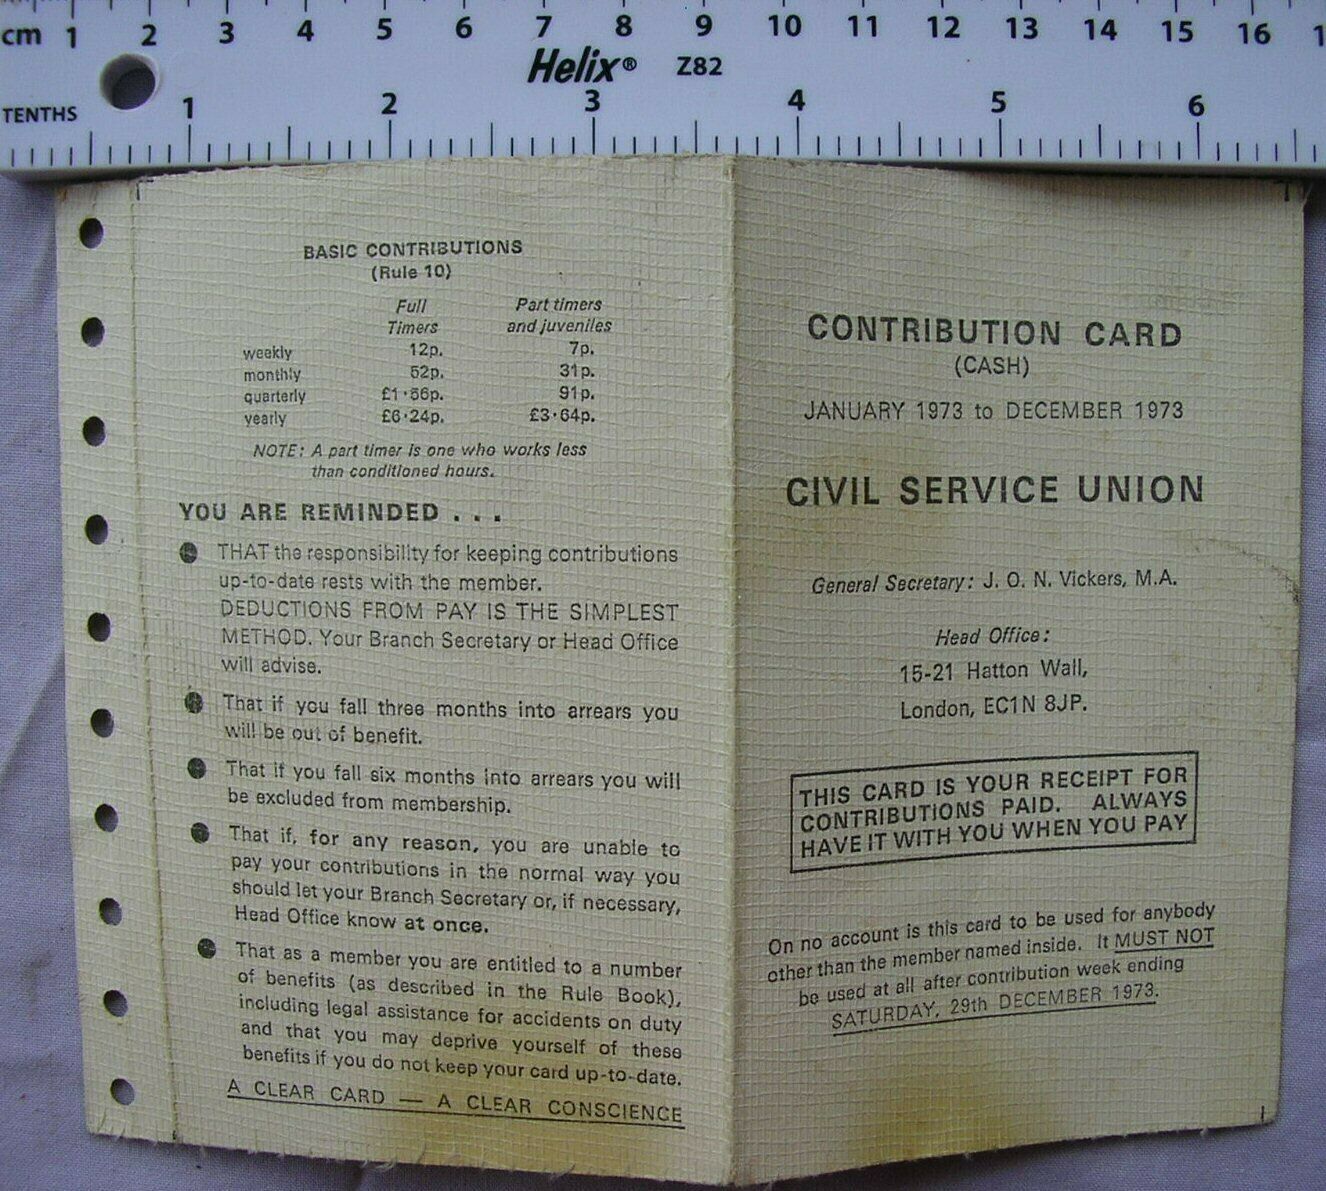 cm 1 2 3 4 5 6 7 8 9 10 11 12 13 14 15 16 1
Helix® Z82
TENTHS 1 2 3 4 5 6
BASIC CONTRIBUTIONS
(Rule 10)
Full Part timers
Timers and juveniles
weekly 12p. 7p.
monthly 52p. 31p.
quarterly £1·56p. 91p.
yearly £6·24p. £3·64p.
NOTE: A part timer is one who works less
than conditioned hours.
YOU ARE REMINDED . . .
THAT the responsibility for keeping contributions
up-to-date rests with the member.
DEDUCTIONS FROM PAY IS THE SIMPLEST
METHOD. Your Branch Secretary or Head Office
will advise.
That if you fall three months into arrears you
will be out of benefit.
That if you fall six months into arrears you will
be excluded from membership.
That if, for any reason, you are unable to
pay your contributions in the normal way you
should let your Branch Secretary or, if necessary,
Head Office know at once.
That as a member you are entitled to a number
of benefits (as described in the Rule Book),
including legal assistance for accidents on duty
and that you may deprive yourself of these
benefits if you do not keep your card up-to-date.
A CLEAR CARD — A CLEAR CONSCIENCE
CONTRIBUTION CARD
(CASH)
JANUARY 1973 to DECEMBER 1973
CIVIL SERVICE UNION
General Secretary: J. O. N. Vickers, M.A.
Head Office:
15-21 Hatton Wall,
London, EC1N 8JP.
THIS CARD IS YOUR RECEIPT FOR
CONTRIBUTIONS PAID. ALWAYS
HAVE IT WITH YOU WHEN YOU PAY
On no account is this card to be used for anybody
other than the member named inside. It MUST NOT
be used at all after contribution week ending
SATURDAY, 29th DECEMBER 1973.